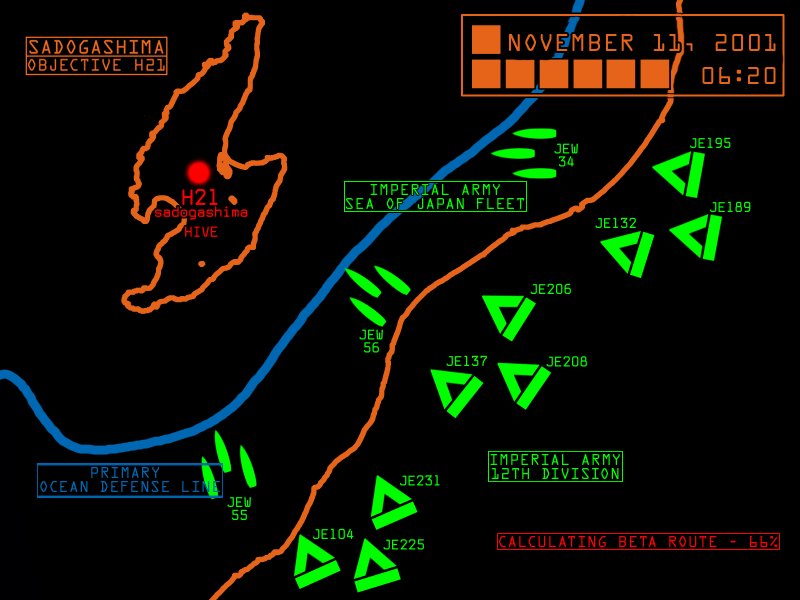 SADOGASHIMA
OBJECTIVE H21
NOVEMBER 11, 2001
06:20
H21
sadogashima
HIVE
IMPERIAL ARMY
SEA OF JAPAN FLEET
JEW
34
JE195
JE189
JE132
JE206
JEW
56
JE137
JE208
IMPERIAL ARMY
12TH DIVISION
PRIMARY
OCEAN DEFENSE LINE
JEW
55
JE231
JE104
JE225
CALCULATING BETA ROUTE - 66%